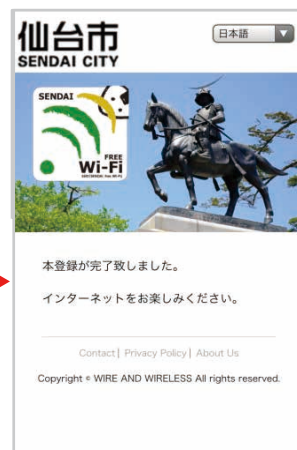 仙台市
SENDAI CITY
日本語
SENDAI
FREE
Wi-Fi
本登録が完了致しました。
インターネットをお楽しみください。
Contact| Privacy Policy| About Us
Copyright © WIRE AND WIRELESS All rights reserved.